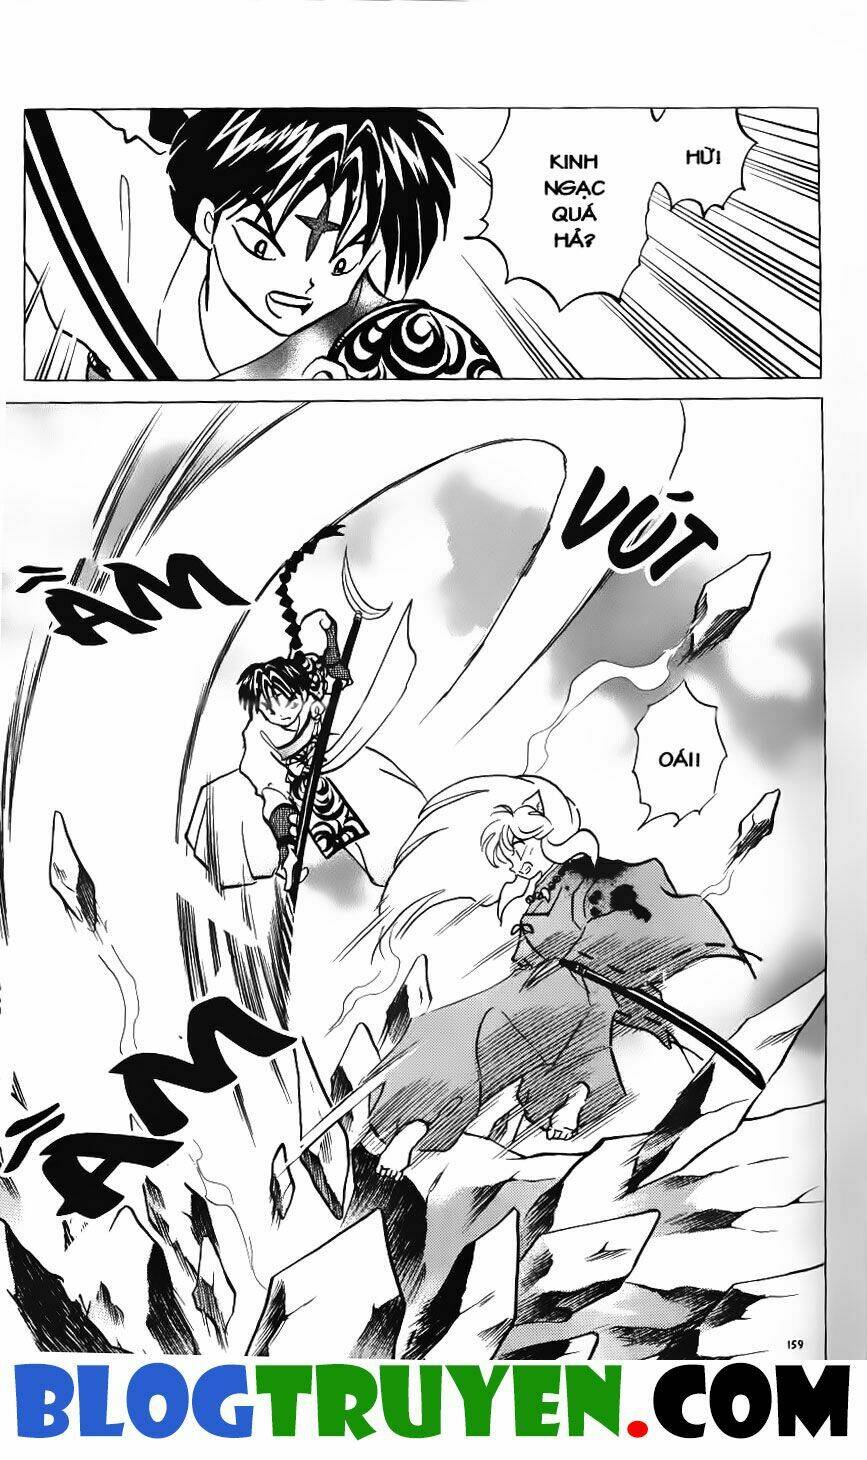 HỪ!
KINH
NGẠC
QUÁ
HẢ?
VÚT
ẦM
OÁI!
ẦM
159
BLOGTRUYEN.COM